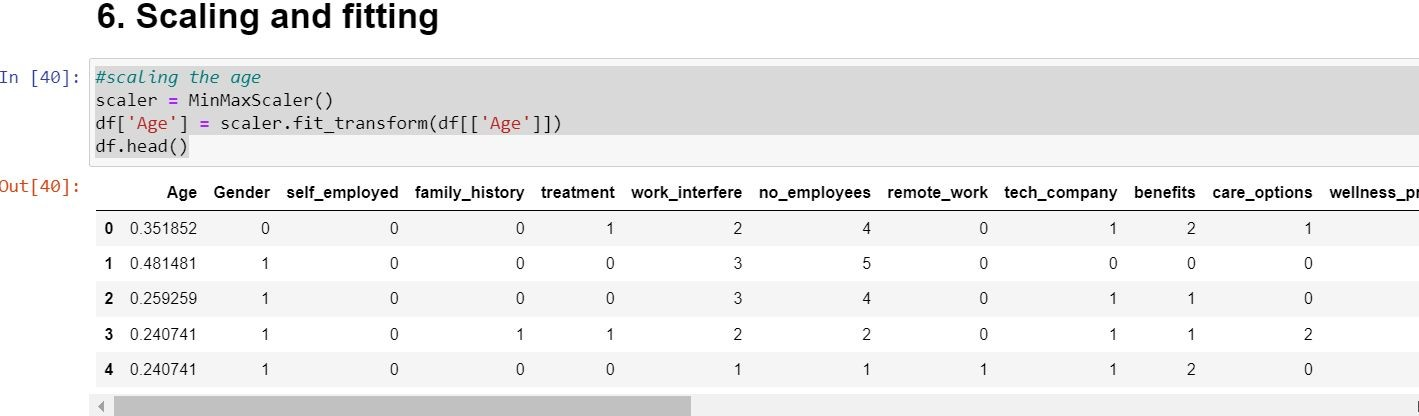 6. Scaling and fitting
In [40]: #scaling the age
scaler = MinMaxScaler()
df['Age'] = scaler.fit_transform(df[['Age']])
df.head()
Out[40]:
Age Gender self_employed family_history treatment work_interfere no_employees remote_work tech_company benefits care_options wellness_pr
0 0.351852 0 0 0 1 2 4 0 1 2 1
1 0.481481 1 0 0 0 3 5 0 0 0 0
2 0.259259 1 0 0 0 3 4 0 1 1 0
3 0.240741 1 0 1 1 2 2 0 1 1 2
4 0.240741 1 0 0 0 1 1 1 1 2 0